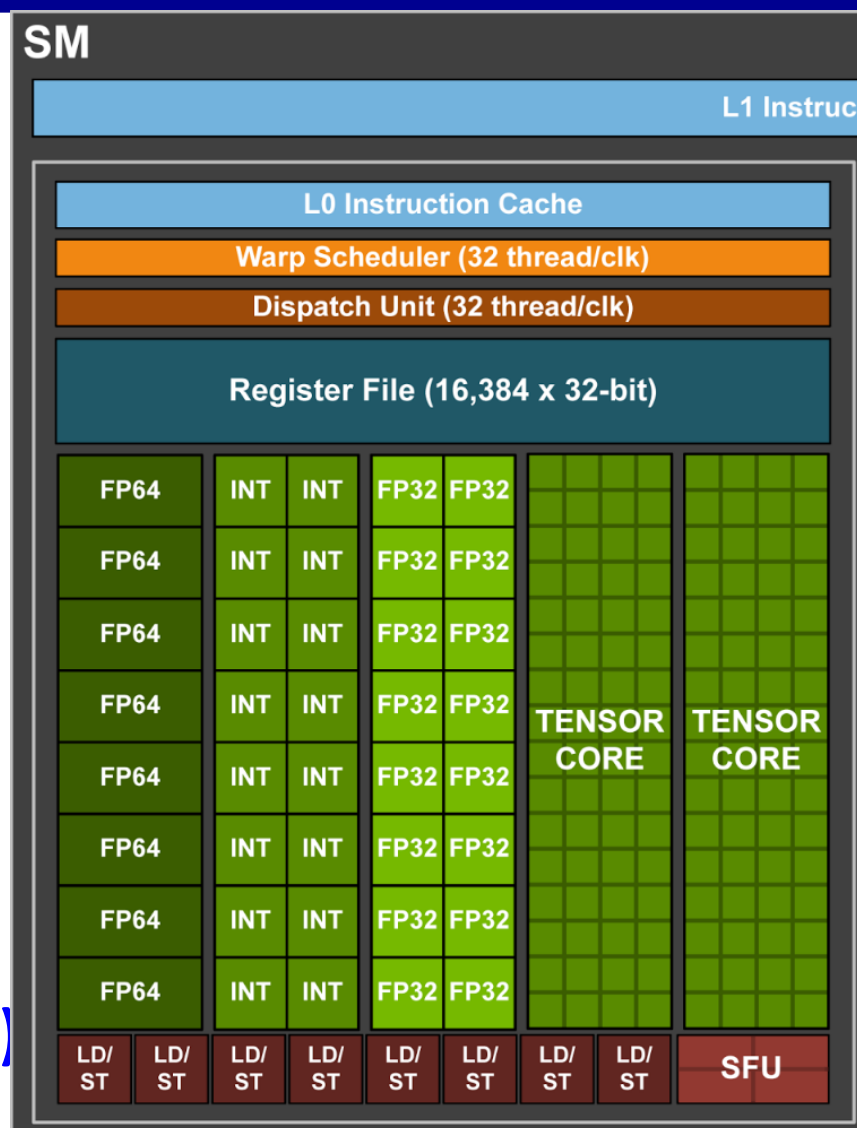 SM
L1 Instruc
L0 Instruction Cache
Warp Scheduler (32 thread/clk)
Dispatch Unit (32 thread/clk)
Register File (16,384 x 32-bit)
FP64 INT INT FP32 FP32
FP64 INT INT FP32 FP32
FP64 INT INT FP32 FP32
FP64 INT INT FP32 FP32
TENSOR TENSOR
CORE CORE
FP64 INT INT FP32 FP32
FP64 INT INT FP32 FP32
FP64 INT INT FP32 FP32
FP64 INT INT FP32 FP32
)
LD/ LD/ LD/ LD/ LD/ LD/ LD/ LD/
ST ST ST ST ST ST ST ST
SFU